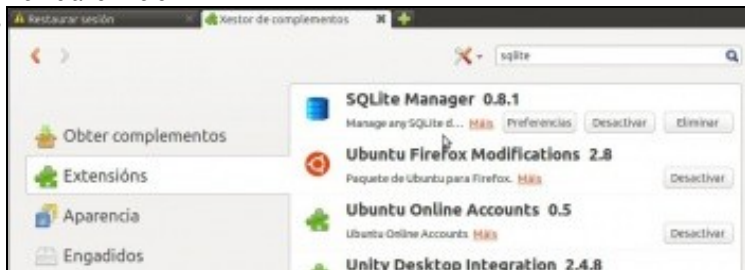 Restaurar sesión
Xestor de complementos
sqlite
Obter complementos
Extensións
Aparencia
Engadidos
SQLite Manager 0.8.1
Manage any SQLite d... Máis Preferencias Desactivar Eliminar
Ubuntu Firefox Modifications 2.8
Paquete de Ubuntu para Firefox. Máis Desactivar
Ubuntu Online Accounts 0.5
Ubuntu Online Accounts Máis Desactivar
Unity Desktop Integration 2.4.8